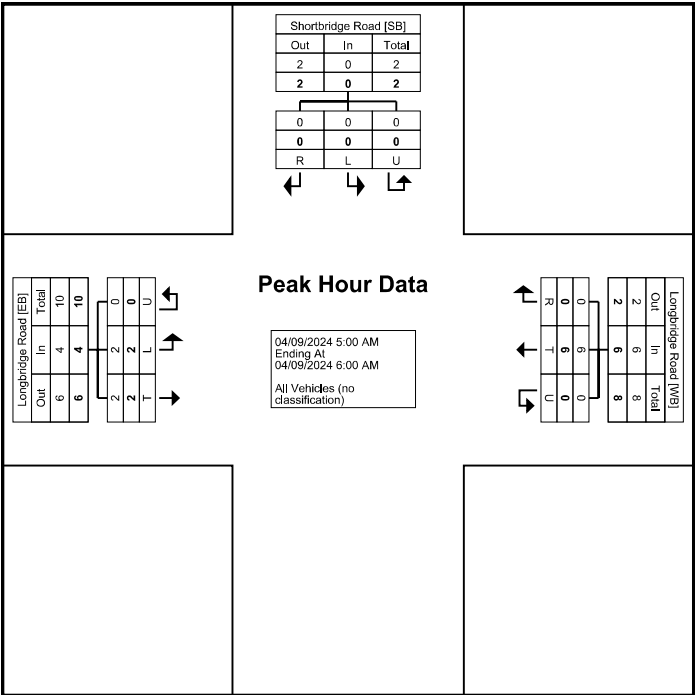 Shortbridge Road [SB]
Out In Total
2 0 2
2 0 2
0 0 0
0 0 0
R L U
Peak Hour Data
04/09/2024 5:00 AM
Ending At
04/09/2024 6:00 AM
All Vehicles (no
classification)
Longbridge Road [EB]
Out In Total
6 4 10
6 4 10
2 2 0
2 2 0
T L U
Longbridge Road [WB]
Out In Total
2 6 8
2 6 8
0 6 0
0 6 0
R T U